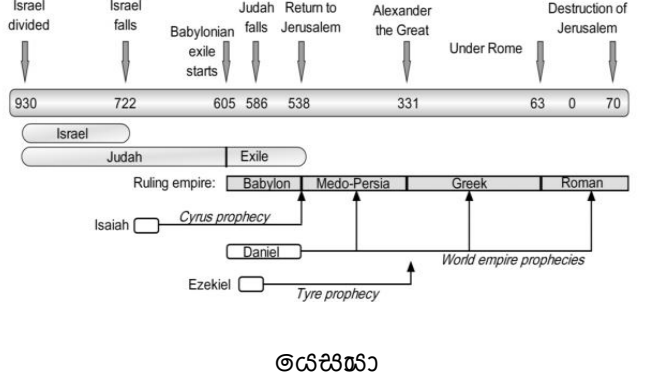 Israel divided
Israel falls
Babylonian exile starts
Judah falls
Return to Jerusalem
Alexander the Great
Under Rome
Destruction of Jerusalem
930 722 605 586 538 331 63 0 70
Israel
Judah Exile
Ruling empire: Babylon Medo-Persia Greek Roman
Isaiah Cyrus prophecy
Daniel
World empire prophecies
Ezekiel Tyre prophecy
යෙසායා